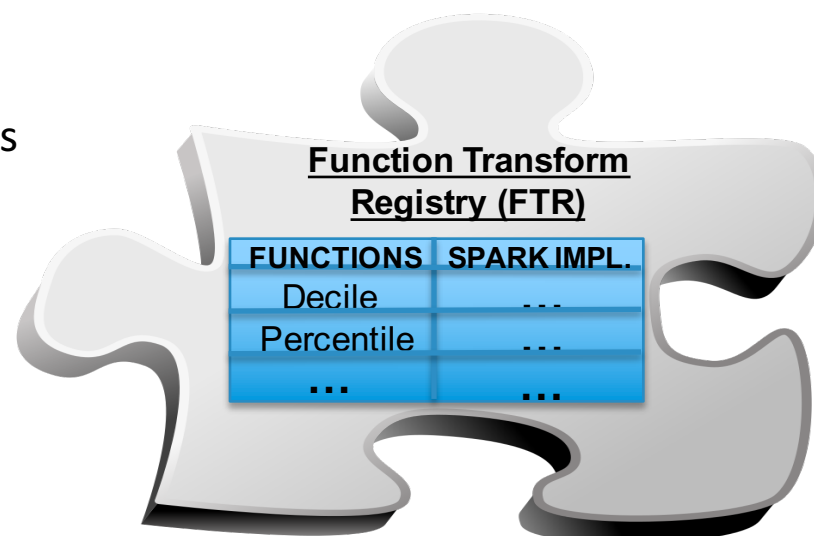 s
Function Transform
Registry (FTR)
FUNCTIONS SPARK IMPL.
Decile ...
Percentile ...
... ...